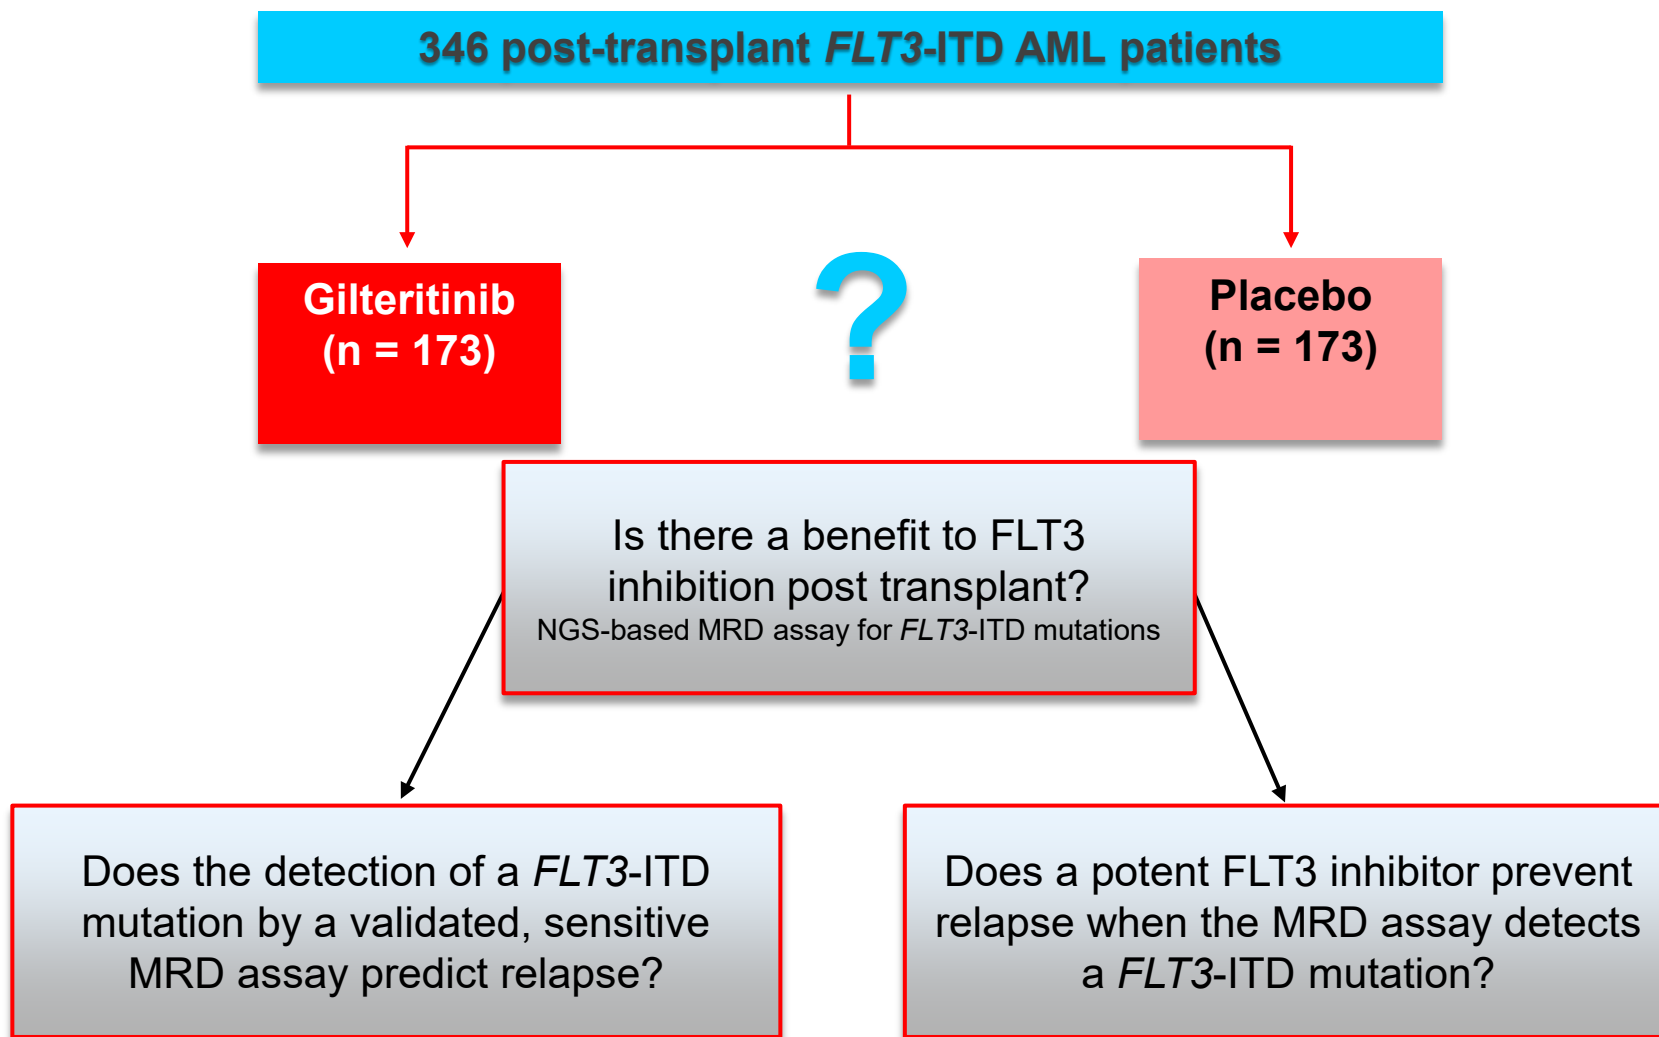 346 post-transplant FLT3-ITD AML patients
Gilteritinib
(n = 173)
?
Placebo
(n = 173)
Is there a benefit to FLT3
inhibition post transplant?
NGS-based MRD assay for FLT3-ITD mutations
Does the detection of a FLT3-ITD
mutation by a validated, sensitive
MRD assay predict relapse?
Does a potent FLT3 inhibitor prevent
relapse when the MRD assay detects
a FLT3-ITD mutation?